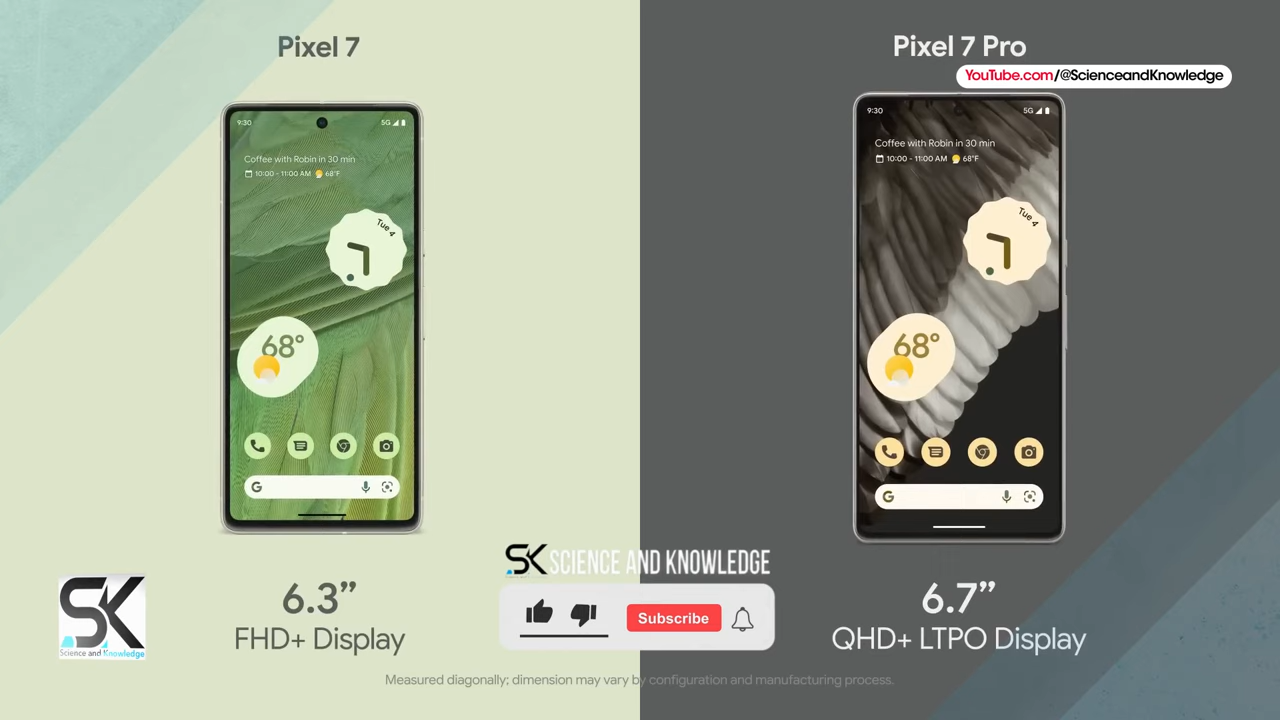 Pixel 7
Pixel 7 Pro
YouTube.com/@ScienceandKnowledge
9:30
5G
Coffee with Robin in 30 min
10:00 - 11:00 AM 68°F
Tue 4
68°
G
9:30
5G
Coffee with Robin in 30 min
10:00 - 11:00 AM 68°F
Tue 4
68°
G
SK SCIENCE AND KNOWLEDGE
Subscribe
SK
Science and Knowledge
6.3”
FHD+ Display
6.7”
QHD+ LTPO Display
Measured diagonally; dimension may vary by configuration and manufacturing process.